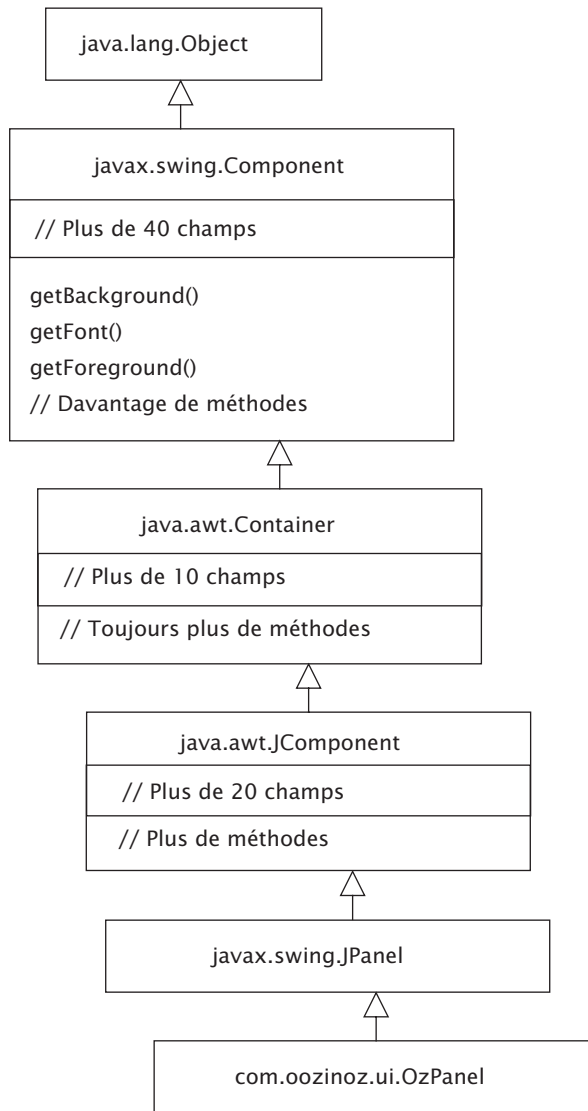 java.lang.Object
javax.swing.Component
// Plus de 40 champs
getBackground()
getFont()
getForeground()
// Davantage de méthodes
java.awt.Container
// Plus de 10 champs
// Toujours plus de méthodes
java.awt.JComponent
// Plus de 20 champs
// Plus de méthodes
javax.swing.JPanel
com.oozinoz.ui.OzPanel